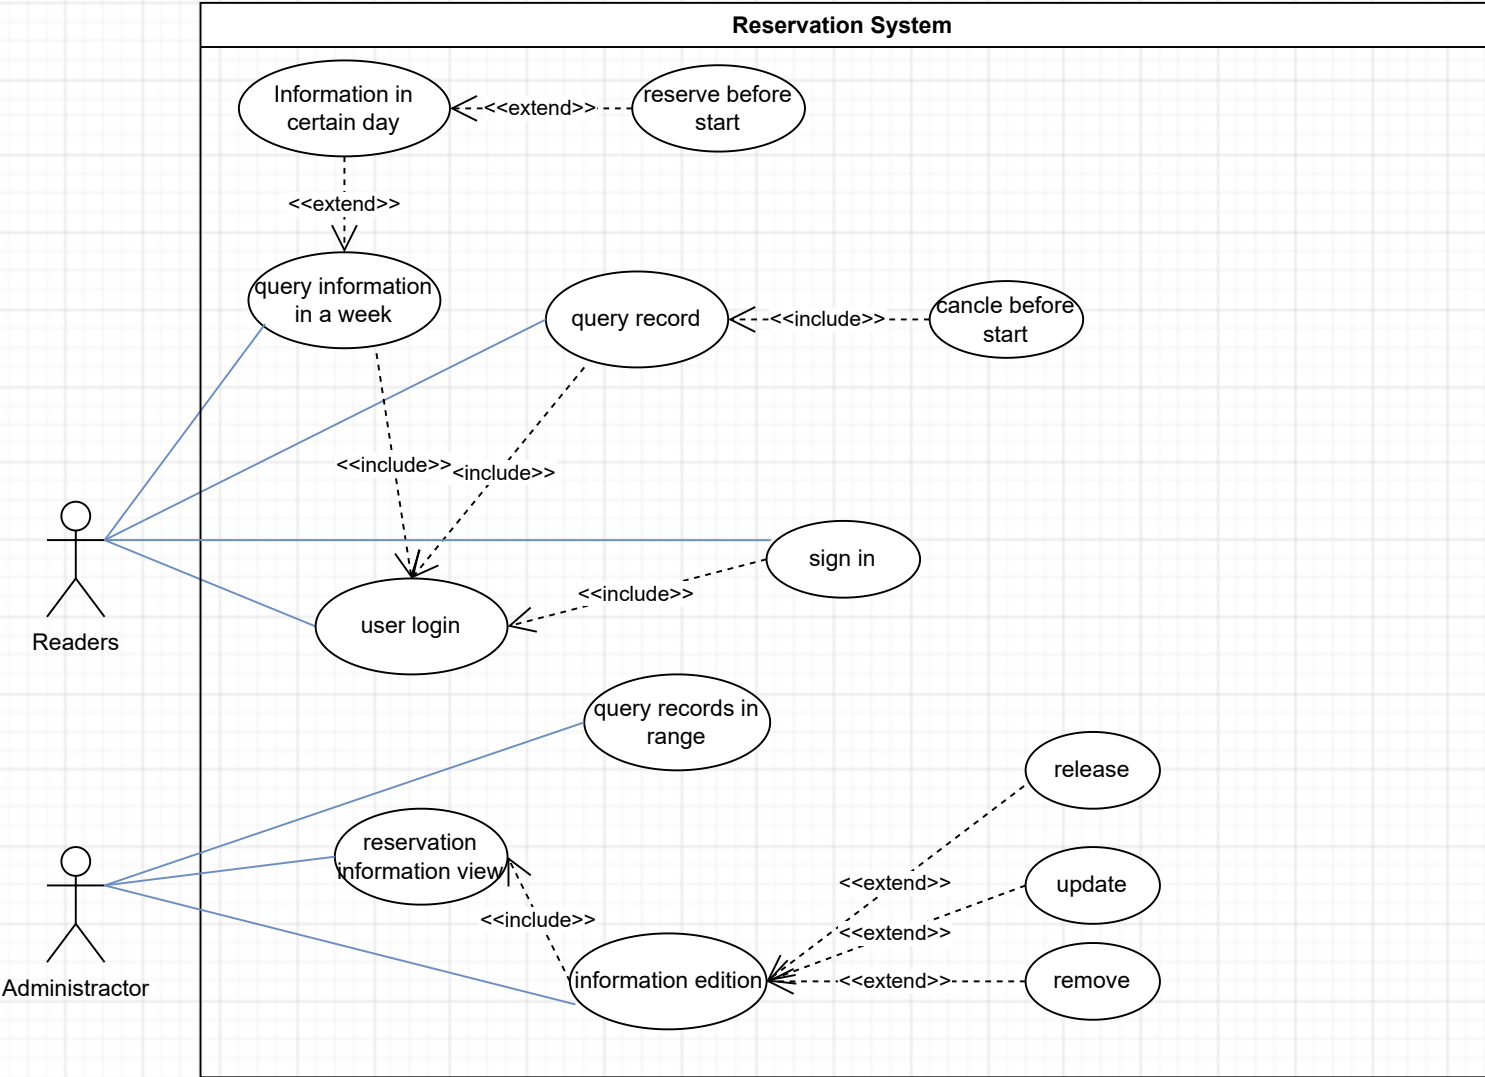 Reservation System
Information in
certain day
<<extend>>
reserve before
start
<<extend>>
query information
in a week
query record
<<include>>
cancle before
start
<<include>>
<include>>
sign in
<<include>>
user login
Readers
query records in
range
release
reservation
information view
<<extend>>
update
<<include>>
<<extend>>
information edition
<<extend>>
remove
Administractor